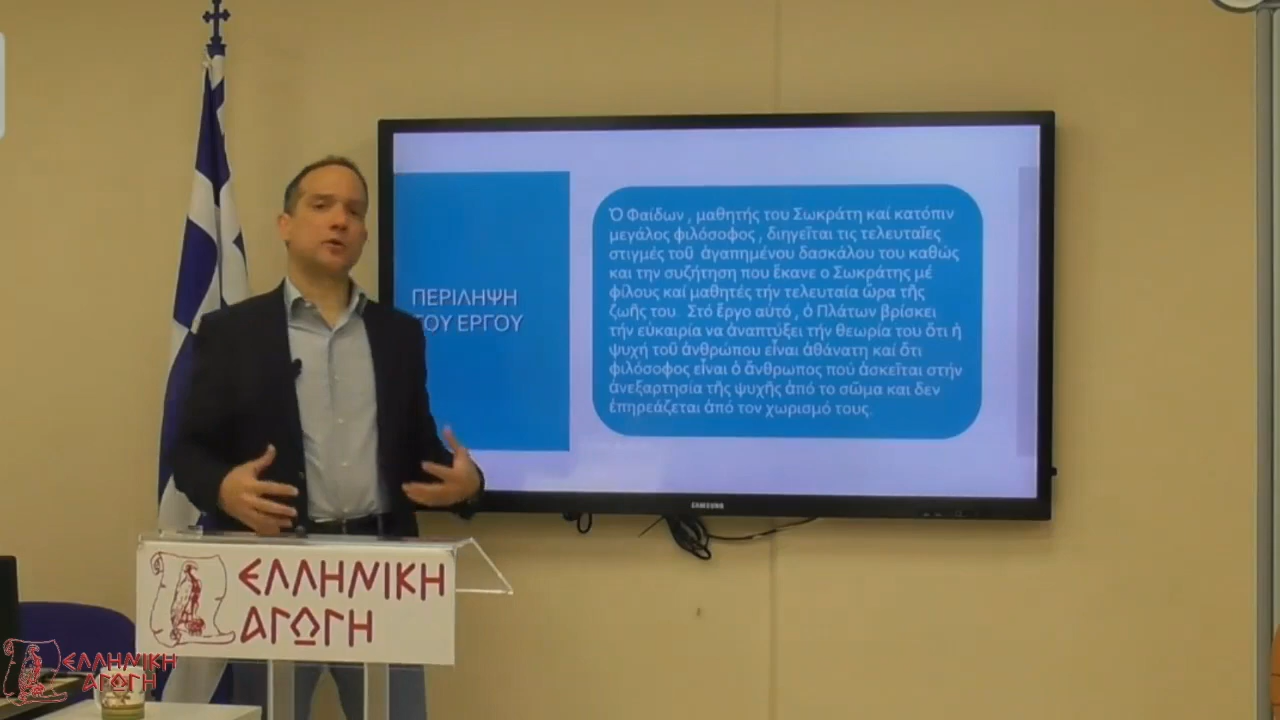 ΠΕΡΙΛΗΨΗ
ΤΟΥ ΕΡΓΟΥ
Ὁ Φαίδων , μαθητής του Σωκράτη καί κατόπιν
μεγάλος φιλόσοφος , διηγεῖται τις τελευταῖες
στιγμές τοῦ ἀγαπημένου δασκάλου του καθώς
και την συζήτηση που ἔκανε ο Σωκράτης μέ
φίλους καί μαθητές τήν τελευταία ὥρα τῆς
ζωῆς του. Στό ἔργο αὐτό , ὁ Πλάτων βρίσκει
τήν εὐκαιρία να ἀναπτύξει τήν θεωρία του ὅτι ἡ
ψυχή τοῦ ἀνθρώπου εἶναι ἀθάνατη καί ὅτι
φιλόσοφος εἶναι ὁ ἄνθρωπος πού ἀσκεῖται στήν
ἀνεξαρτησία τῆς ψυχῆς ἀπό το σῶμα και δεν
ἐπηρεάζεται ἀπό τον χωρισμό τους.
SAMSUNG
ΕΛΛΗΝΙΚΗ
ΑΓΩΓΗ
ΕΛΛΗΝΙΚΗ
ΑΓΩΓΗ